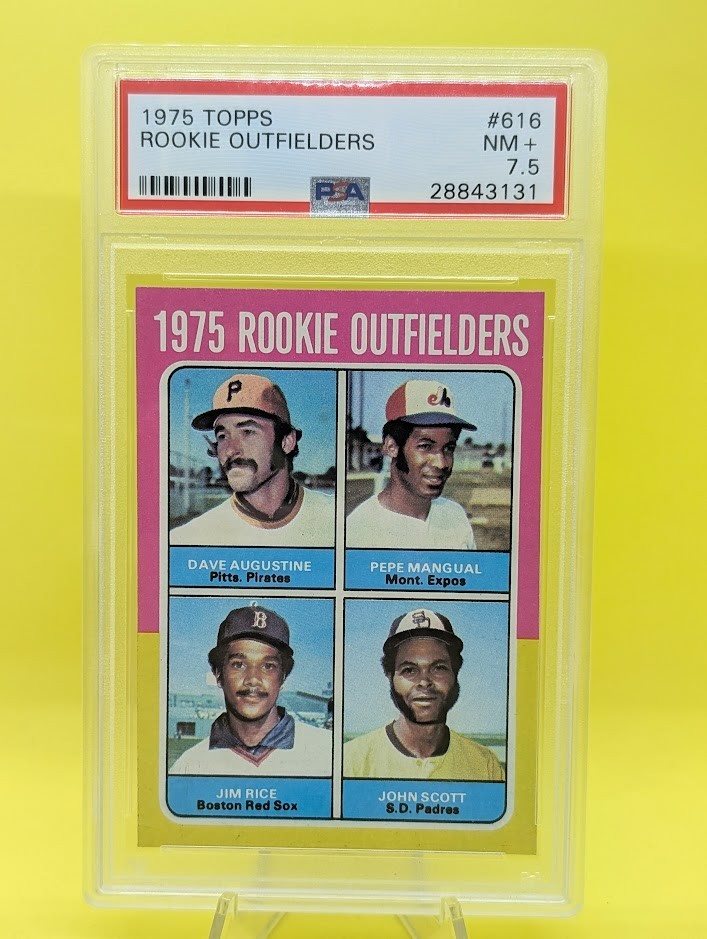 1975 TOPPS #616
ROOKIE OUTFIELDERS NM +
7.5
PSA 28843131
1975 ROOKIE OUTFIELDERS
P
DAVE AUGUSTINE
Pitts. Pirates
PEPE MANGUAL
Mont. Expos
B
JIM RICE
Boston Red Sox
SD
JOHN SCOTT
S.D. Padres